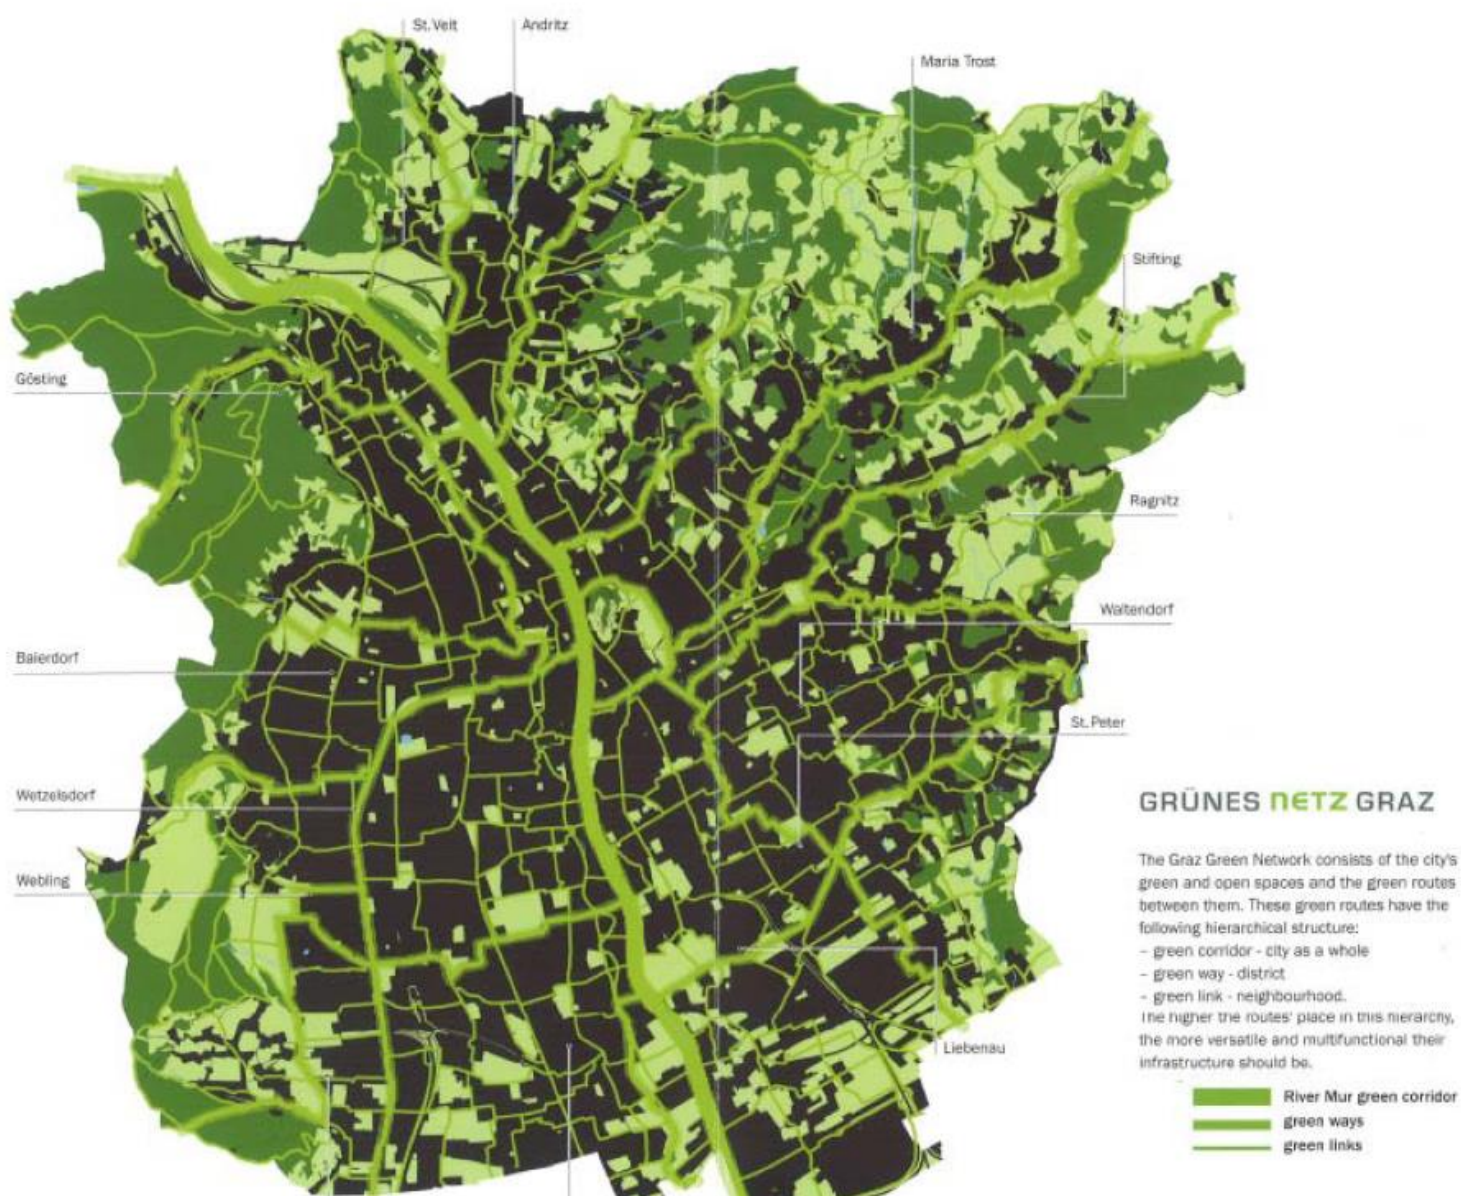 St. Veit
Andritz
Maria Trost
Stifting
Gösting
Ragnitz
Waltendorf
Baierdorf
St. Peter
Wetzelsdorf
Webling
Liebenau
GRÜNES NETZ GRAZ
The Graz Green Network consists of the city's
green and open spaces and the green routes
between them. These green routes have the
following hierarchical structure:
- green corridor - city as a whole
- green way - district
- green link - neighbourhood.
The higher the routes' place in this hierarchy,
the more versatile and multifunctional their
infrastructure should be.
River Mur green corridor
green ways
green links